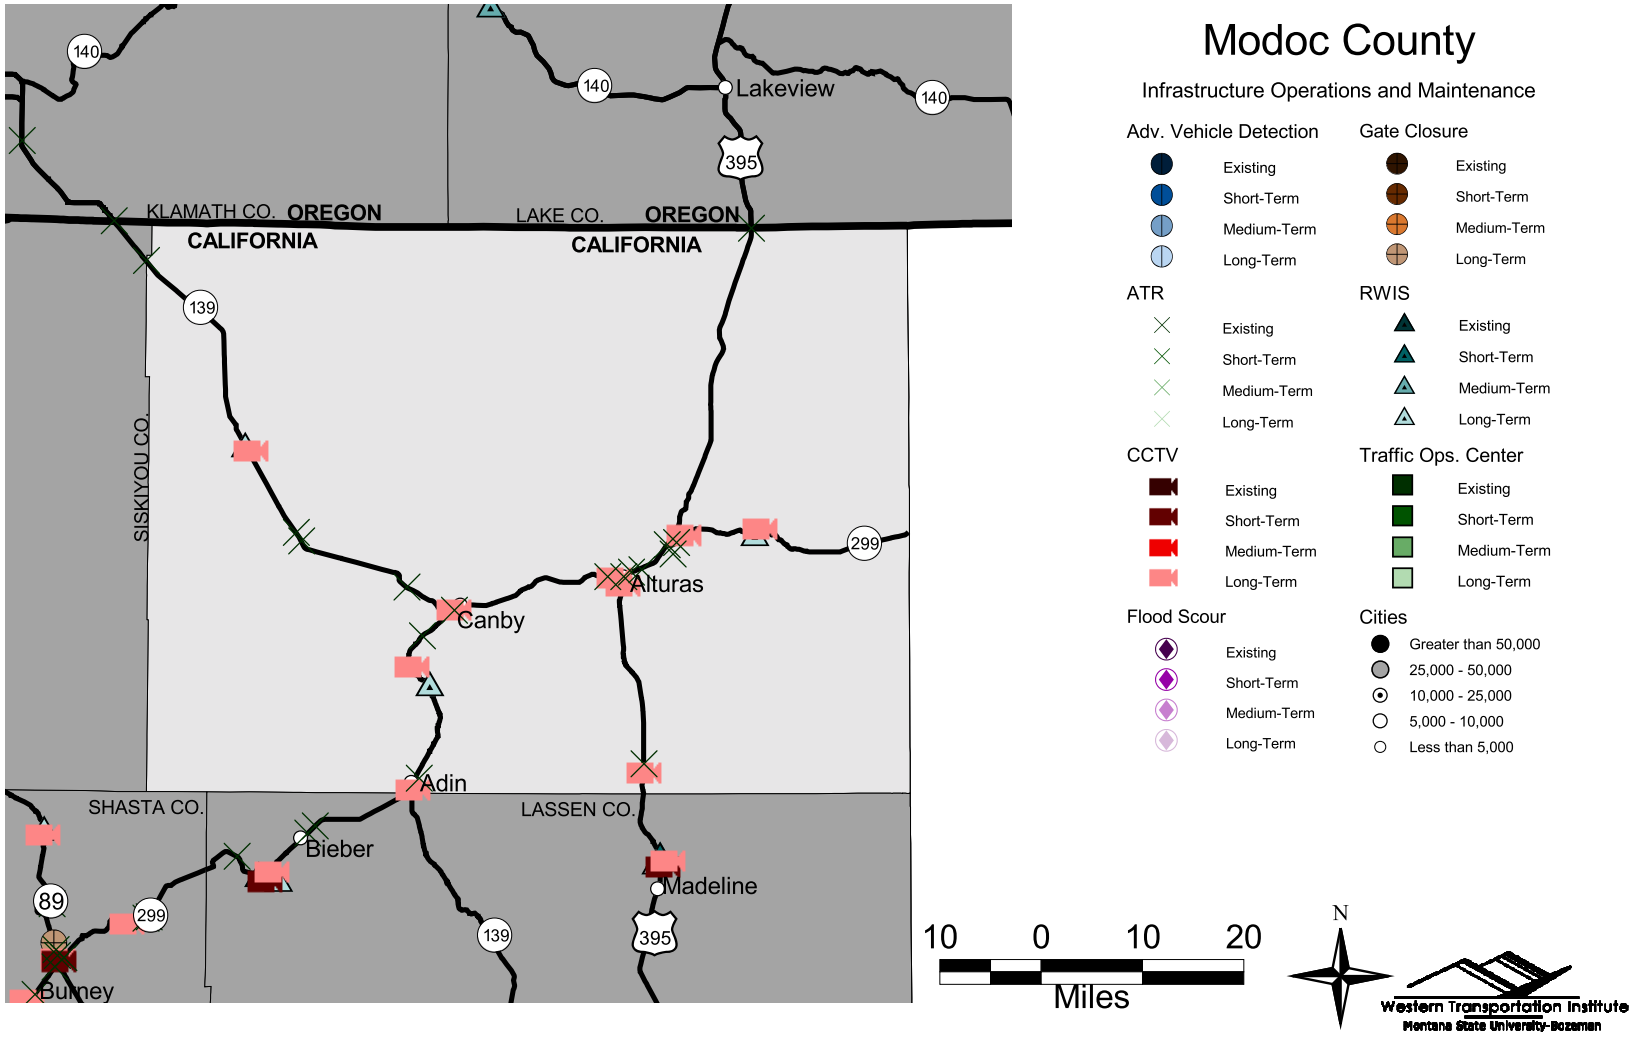 Modoc County
Infrastructure Operations and Maintenance
Adv. Vehicle Detection
Existing
Short-Term
Medium-Term
Long-Term
Gate Closure
Existing
Short-Term
Medium-Term
Long-Term
ATR
Existing
Short-Term
Medium-Term
Long-Term
RWIS
Existing
Short-Term
Medium-Term
Long-Term
CCTV
Existing
Short-Term
Medium-Term
Long-Term
Traffic Ops. Center
Existing
Short-Term
Medium-Term
Long-Term
Flood Scour
Existing
Short-Term
Medium-Term
Long-Term
Cities
Greater than 50,000
25,000 - 50,000
10,000 - 25,000
5,000 - 10,000
Less than 5,000
140
140
Lakeview
140
395
KLAMATH CO. OREGON
LAKE CO. OREGON
CALIFORNIA
CALIFORNIA
139
SISKIYOU CO.
299
Alturas
Canby
Adin
SHASTA CO.
LASSEN CO.
Bieber
Madeline
89
299
139
395
Burney
10 0 10 20
Miles
N
Western Transportation Institute
Montana State University-Bozeman